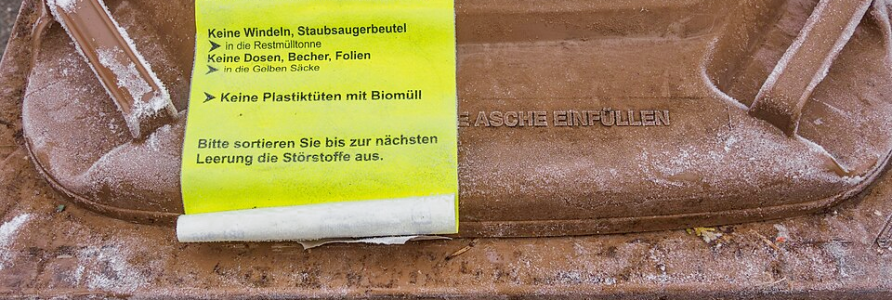 Keine Windeln, Staubsaugerbeutel
➤ in die Restmülltonne
Keine Dosen, Becher, Folien
➤ in die Gelben Säcke
➤ Keine Plastiktüten mit Biomüll
Bitte sortieren Sie bis zur nächsten
Leerung die Störstoffe aus.
E ASCHE EINFÜLLEN